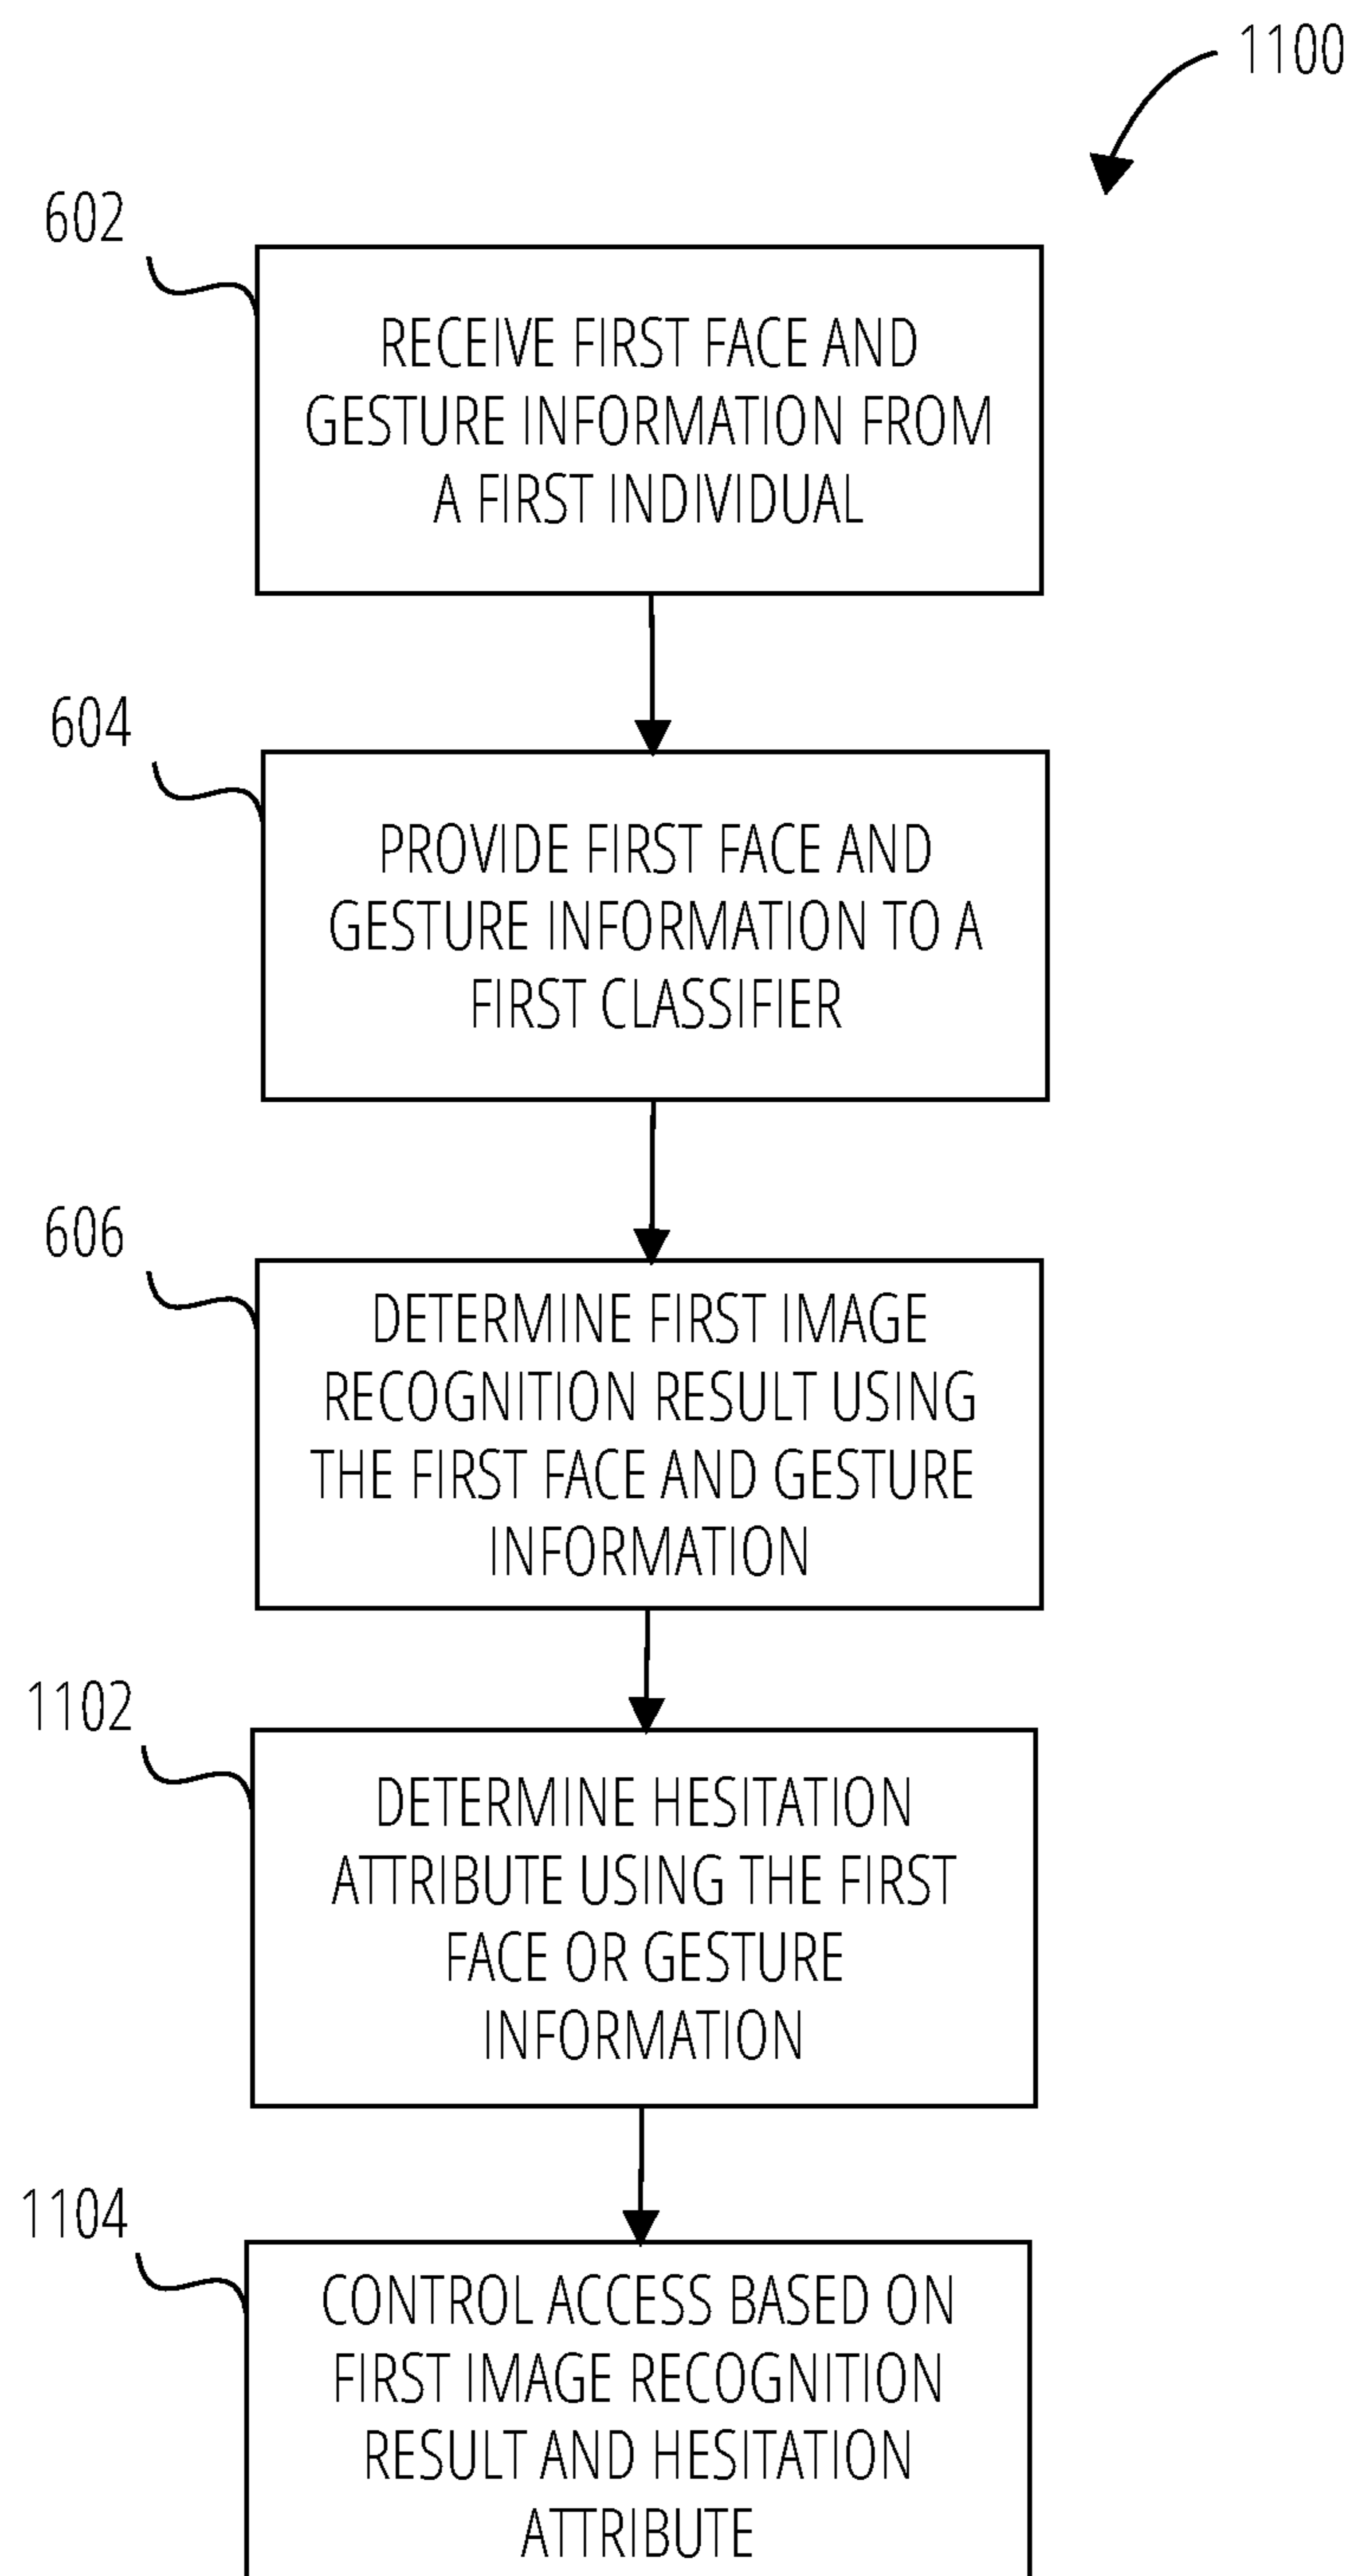 1100
602
RECEIVE FIRST FACE AND
GESTURE INFORMATION FROM
A FIRST INDIVIDUAL
604
PROVIDE FIRST FACE AND
GESTURE INFORMATION TO A
FIRST CLASSIFIER
606
DETERMINE FIRST IMAGE
RECOGNITION RESULT USING
THE FIRST FACE AND GESTURE
INFORMATION
1102
DETERMINE HESITATION
ATTRIBUTE USING THE FIRST
FACE OR GESTURE
INFORMATION
1104
CONTROL ACCESS BASED ON
FIRST IMAGE RECOGNITION
RESULT AND HESITATION
ATTRIBUTE